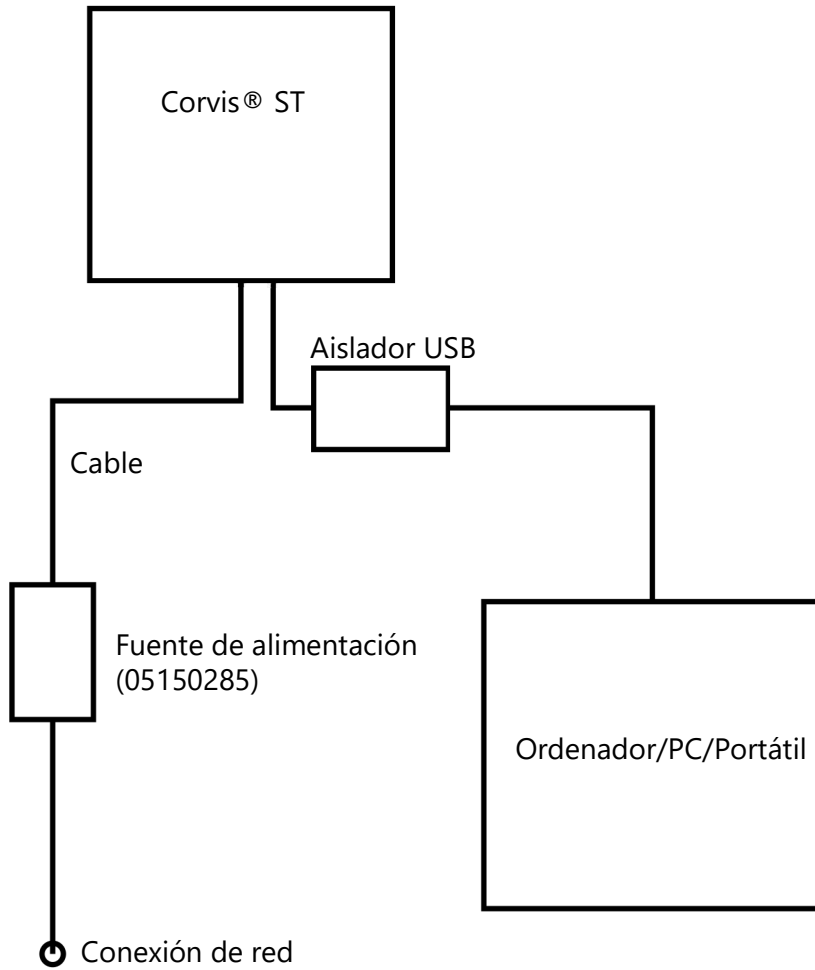 Corvis® ST
Aislador USB
Cable
Fuente de alimentación
(05150285)
Ordenador/PC/Portátil
Conexión de red